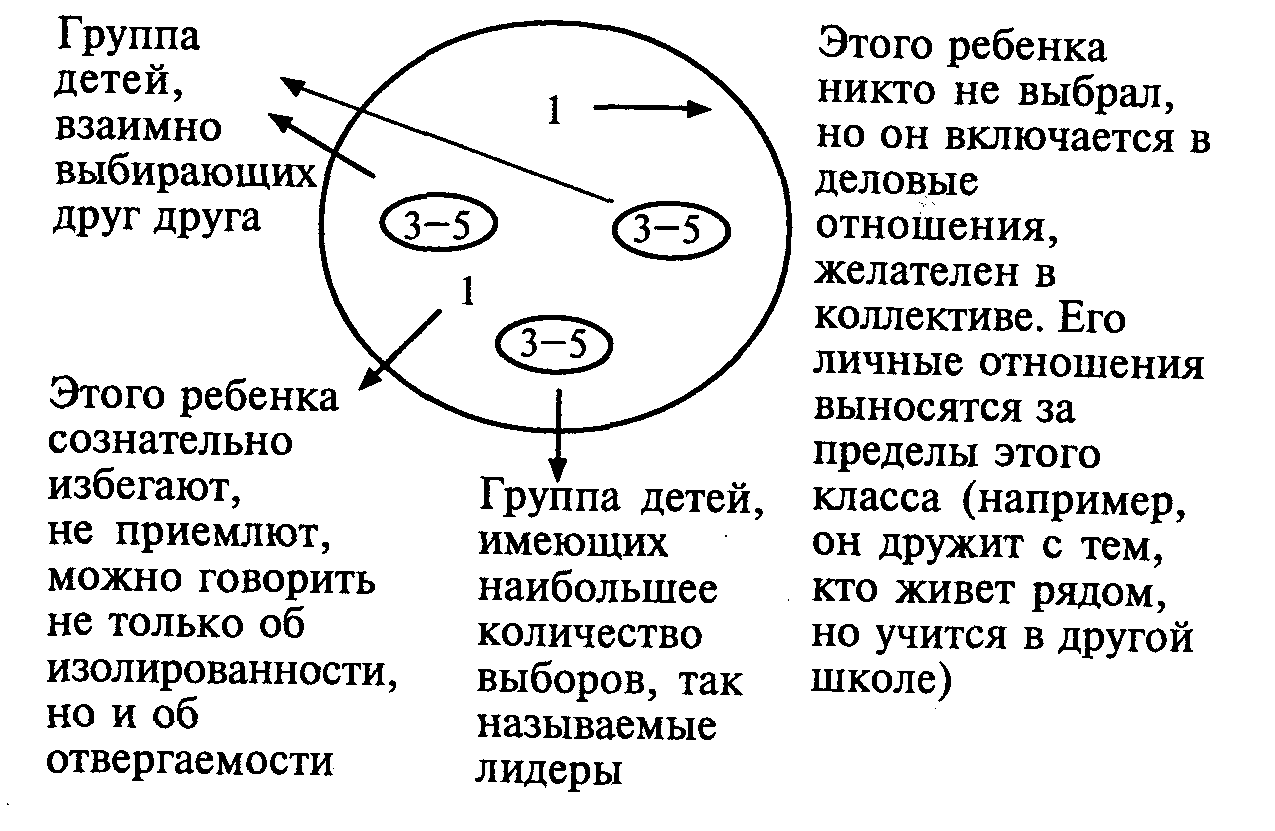 Группа
детей,
взаимно
выбирающих
друг друга
1
3–5
3–5
1
3–5
Этого ребенка
никто не выбрал,
но он включается в
деловые
отношения,
желателен в
коллективе. Его
личные отношения
выносятся за
пределы этого
класса (например,
он дружит с тем,
кто живет рядом,
но учится в другой
школе)
Этого ребенка
сознательно
избегают,
не приемлют,
можно говорить
не только об
изолированности,
но и об
отвергаемости
Группа детей,
имеющих
наибольшее
количество
выборов, так
называемые
лидеры